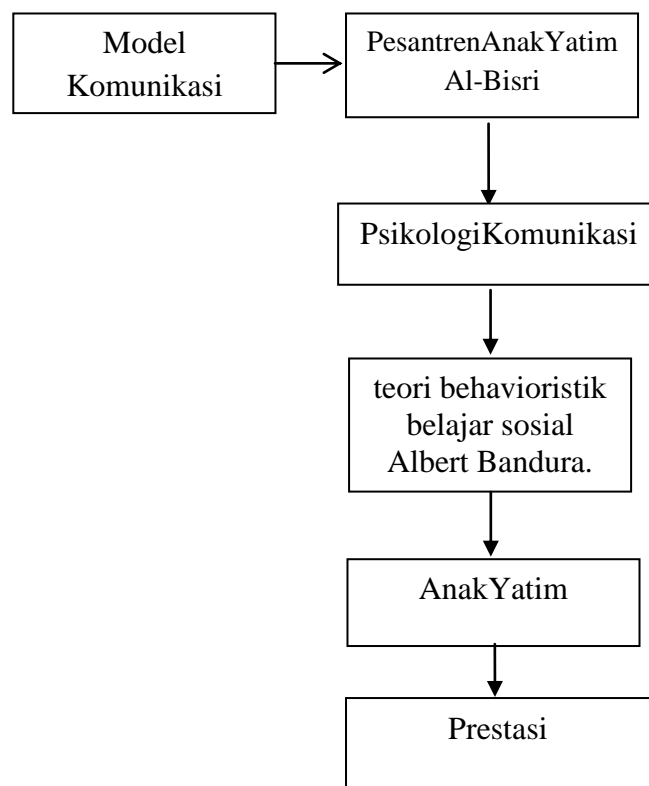 Model
Komunikasi
PesantrenAnakYatim
Al-Bisri
PsikologiKomunikasi
teori behavioristik
belajar sosial
Albert Bandura.
AnakYatim
Prestasi